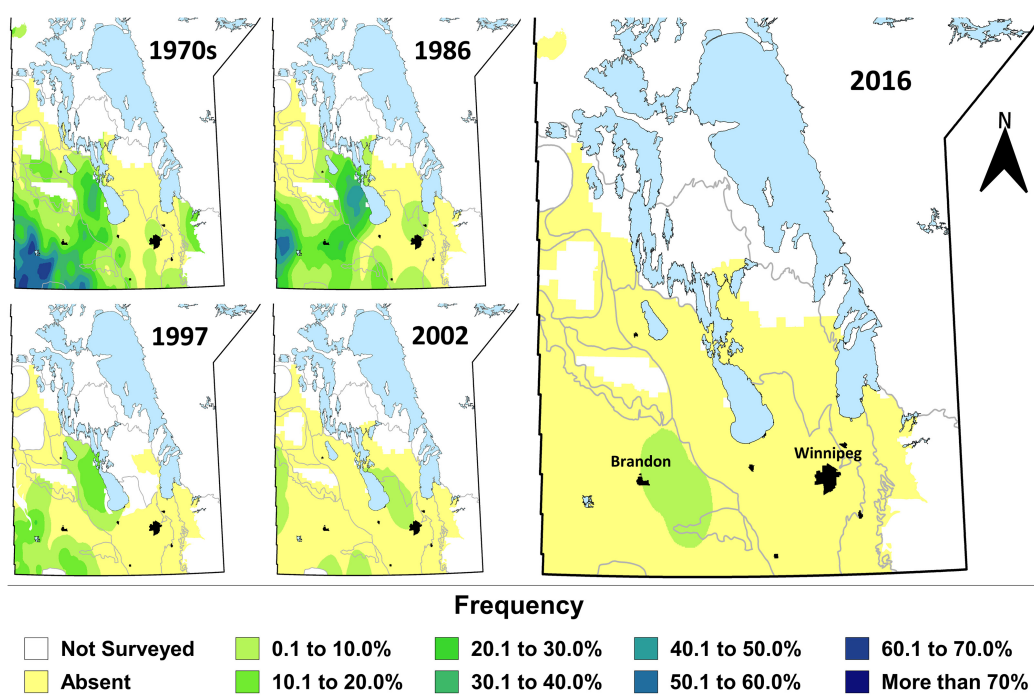 1970s
1986
2016
N
1997
2002
Brandon
Winnipeg
Frequency
Not Surveyed
0.1 to 10.0%
20.1 to 30.0%
40.1 to 50.0%
60.1 to 70.0%
Absent
10.1 to 20.0%
30.1 to 40.0%
50.1 to 60.0%
More than 70%